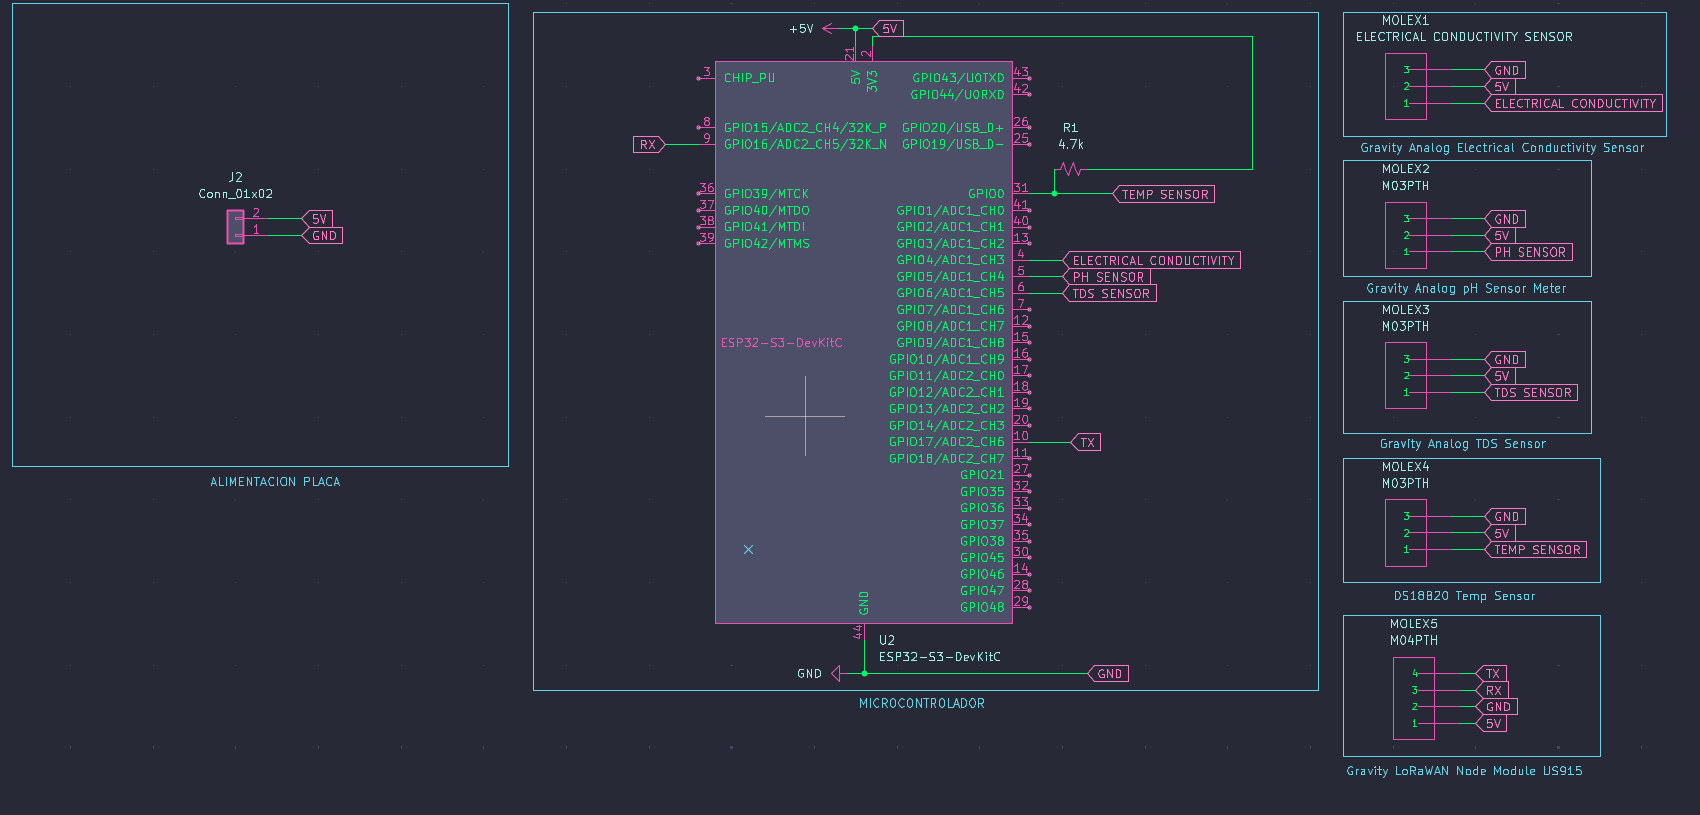 J2
Conn_01x02
2
5V
1
GND
ALIMENTACION PLACA
+5V
5V
21
2
5V
3V3
3
CHIP_PU
8
GPIO15/ADC2_CH4/32K_P
RX
9
GPIO16/ADC2_CH5/32K_N
36
GPIO39/MTCK
37
GPIO40/MTDO
38
GPIO41/MTDI
39
GPIO42/MTMS
ESP32-S3-DevKitC
GPIO43/U0TXD
43
GPIO44/U0RXD
42
GPIO20/USB_D+
26
GPIO19/USB_D-
25
R1
4.7k
GPIO0
31
TEMP SENSOR
GPIO1/ADC1_CH0
41
GPIO2/ADC1_CH1
40
GPIO3/ADC1_CH2
13
GPIO4/ADC1_CH3
4
ELECTRICAL CONDUCTIVITY
GPIO5/ADC1_CH4
5
PH SENSOR
GPIO6/ADC1_CH5
6
TDS SENSOR
GPIO7/ADC1_CH6
7
GPIO8/ADC1_CH7
12
GPIO9/ADC1_CH8
15
GPIO10/ADC1_CH9
16
GPIO11/ADC2_CH0
17
GPIO12/ADC2_CH1
18
GPIO13/ADC2_CH2
19
GPIO14/ADC2_CH3
20
GPIO17/ADC2_CH6
10
TX
GPIO18/ADC2_CH7
11
GPIO21
27
GPIO35
32
GPIO36
33
GPIO37
34
GPIO38
35
GPIO45
30
GPIO46
14
GPIO47
28
GPIO48
29
GND
44
U2
ESP32-S3-DevKitC
GND
GND
MICROCONTROLADOR
MOLEX1
ELECTRICAL CONDUCTIVITY SENSOR
3
GND
2
5V
1
ELECTRICAL CONDUCTIVITY
Gravity Analog Electrical Conductivity Sensor
MOLEX2
M03PTH
3
GND
2
5V
1
PH SENSOR
Gravity Analog pH Sensor Meter
MOLEX3
M03PTH
3
GND
2
5V
1
TDS SENSOR
Gravity Analog TDS Sensor
MOLEX4
M03PTH
3
GND
2
5V
1
TEMP SENSOR
DS18B20 Temp Sensor
MOLEX5
M04PTH
4
TX
3
RX
2
GND
1
5V
Gravity LoRaWAN Node Module US915